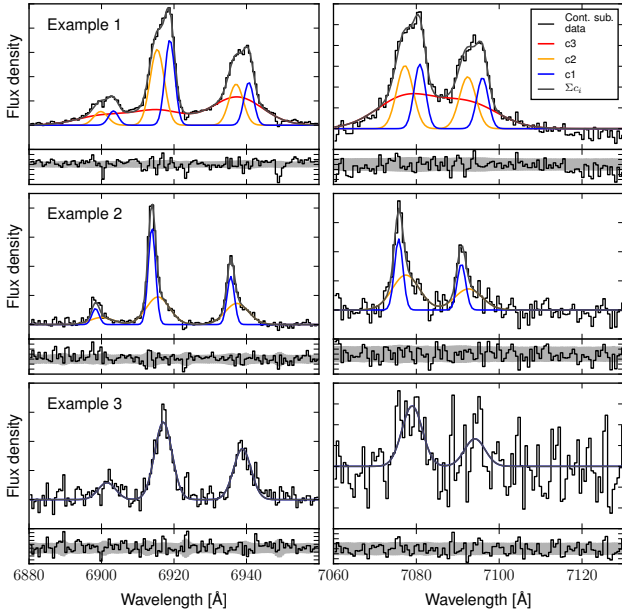 Example 1
Flux density
Cont. sub.
data
c3
c2
c1
Σcᵢ
Example 2
Flux density
Example 3
Flux density
6880 6900 6920 6940 7060 7080 7100 7120
Wavelength [Å] Wavelength [Å]